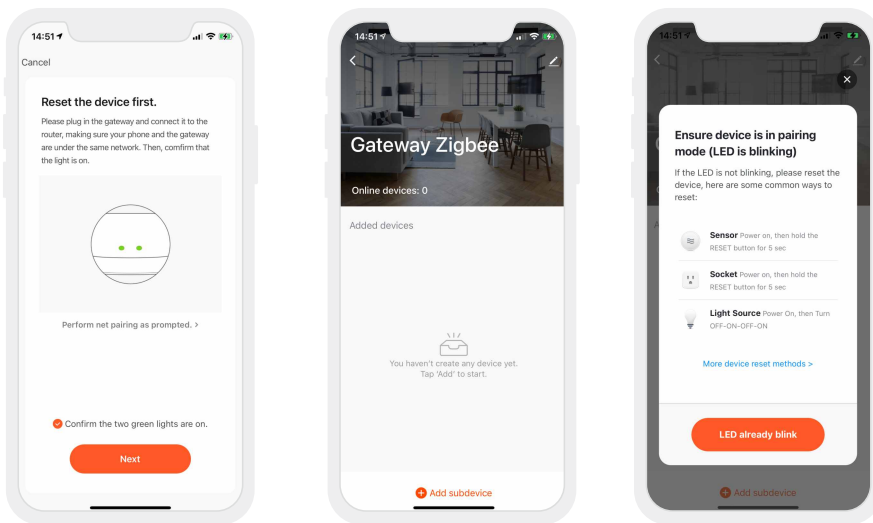 14:51
Cancel
Reset the device first.
Please plug in the gateway and connect it to the
router, making sure your phone and the gateway
are under the same network. Then, comfirm that
the light is on.
Perform net pairing as prompted. >
Confirm the two green lights are on.
Next
14:51
Gateway Zigbee
Online devices: 0
Added devices
You haven't create any device yet.
Tap 'Add' to start.
Add subdevice
14:51
Ensure device is in pairing
mode (LED is blinking)
If the LED is not blinking, please reset the
device, here are some common ways to
reset:
Sensor Power on, then hold the
RESET button for 5 sec
Socket Power on, then hold the
RESET button for 5 sec
Light Source Power On, then Turn
OFF-ON-OFF-ON
More device reset methods >
LED already blink
Add subdevice